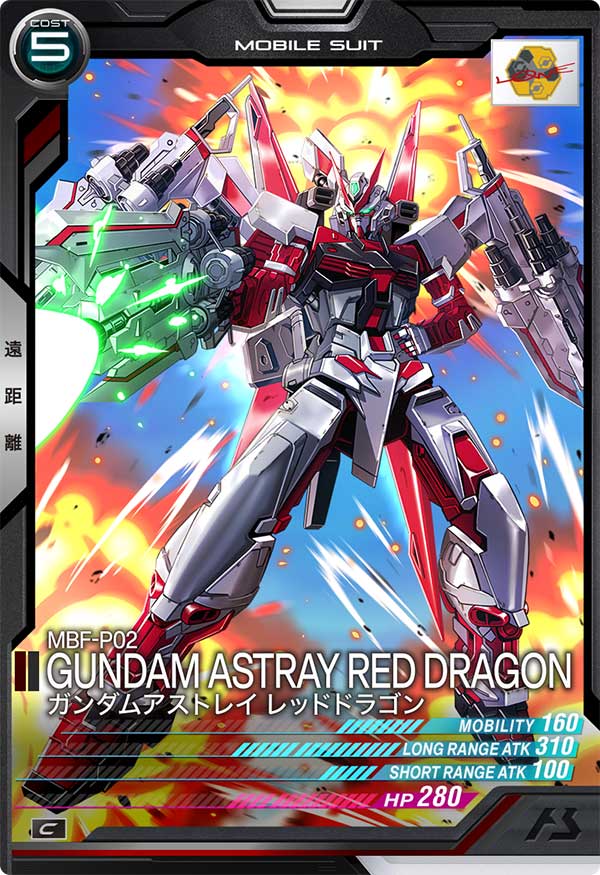 COST
5
MOBILE SUIT
遠距離
MBF-P02
GUNDAM ASTRAY RED DRAGON
ガンダムアストレイ レッドドラゴン
MOBILITY 160
LONG RANGE ATK 310
SHORT RANGE ATK 100
HP 280
C